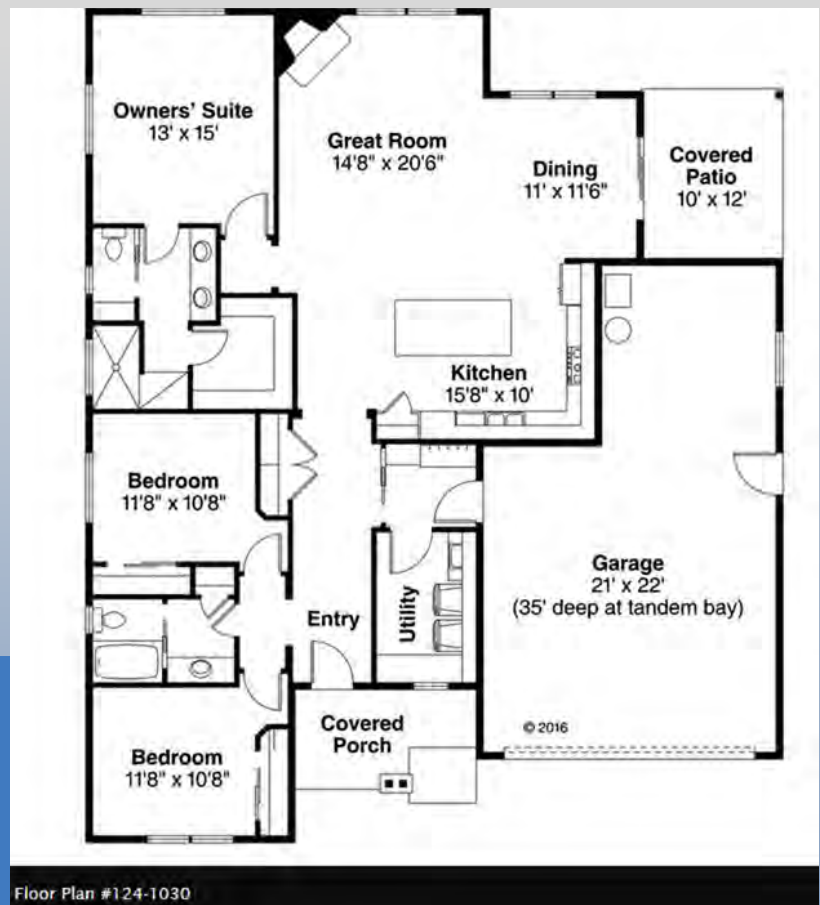 Owners' Suite
13' x 15'
Great Room
14'8" x 20'6"
Dining
11' x 11'6"
Covered
Patio
10' x 12'
Kitchen
15'8" x 10'
Bedroom
11'8" x 10'8"
Garage
21' x 22'
(35' deep at tandem bay)
Utility
Entry
Covered
Porch
© 2016
Bedroom
11'8" x 10'8"
Floor Plan #124-1030